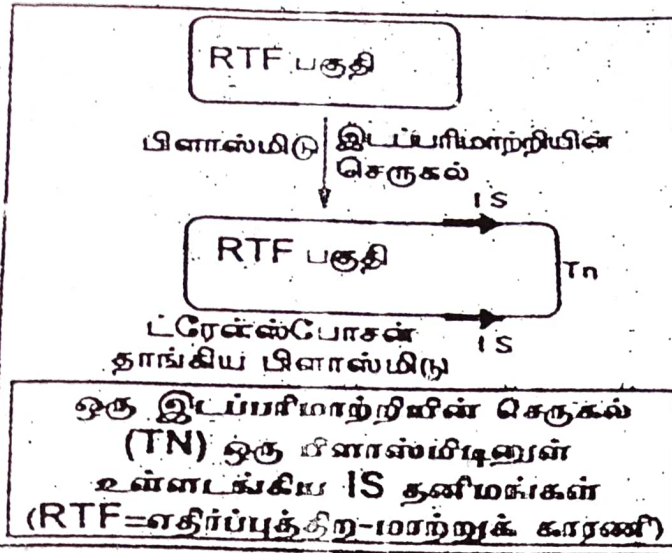 RTF பகுதி
பிளாஸ்மிடு
இடப்பரிமாற்றியின்
செருகல்
IS
RTF பகுதி
Tn
IS
ட்ரேன்ஸ்போசன்
தாங்கிய பிளாஸ்மிடு
ஒரு இடப்பரிமாற்றியின் செருகல்
(TN) ஒரு பிளாஸ்மிடினுள்
உள்ளடங்கிய IS தனிமங்கள்
(RTF=எதிர்ப்புத்திற-மாற்றுக் காரணி)